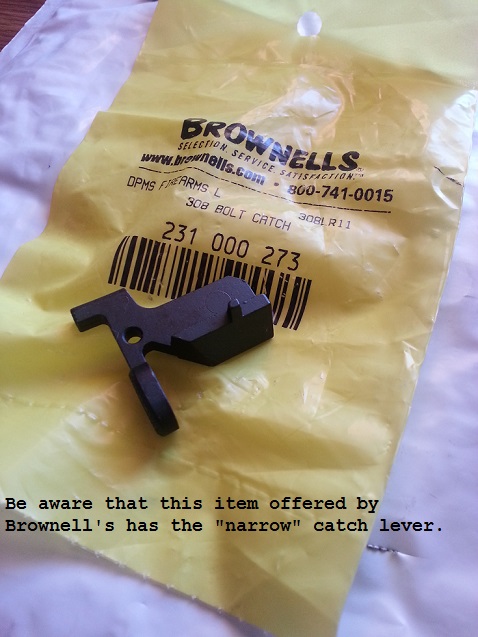 BROWNELLS
SELECTION. SERVICE. SATISFACTION.
www.brownells.com • 800-741-0015
DPMS FIREARMS L
308 BOLT CATCH 308LR11
231 000 273
Be aware that this item offered by
Brownell's has the "narrow" catch lever.